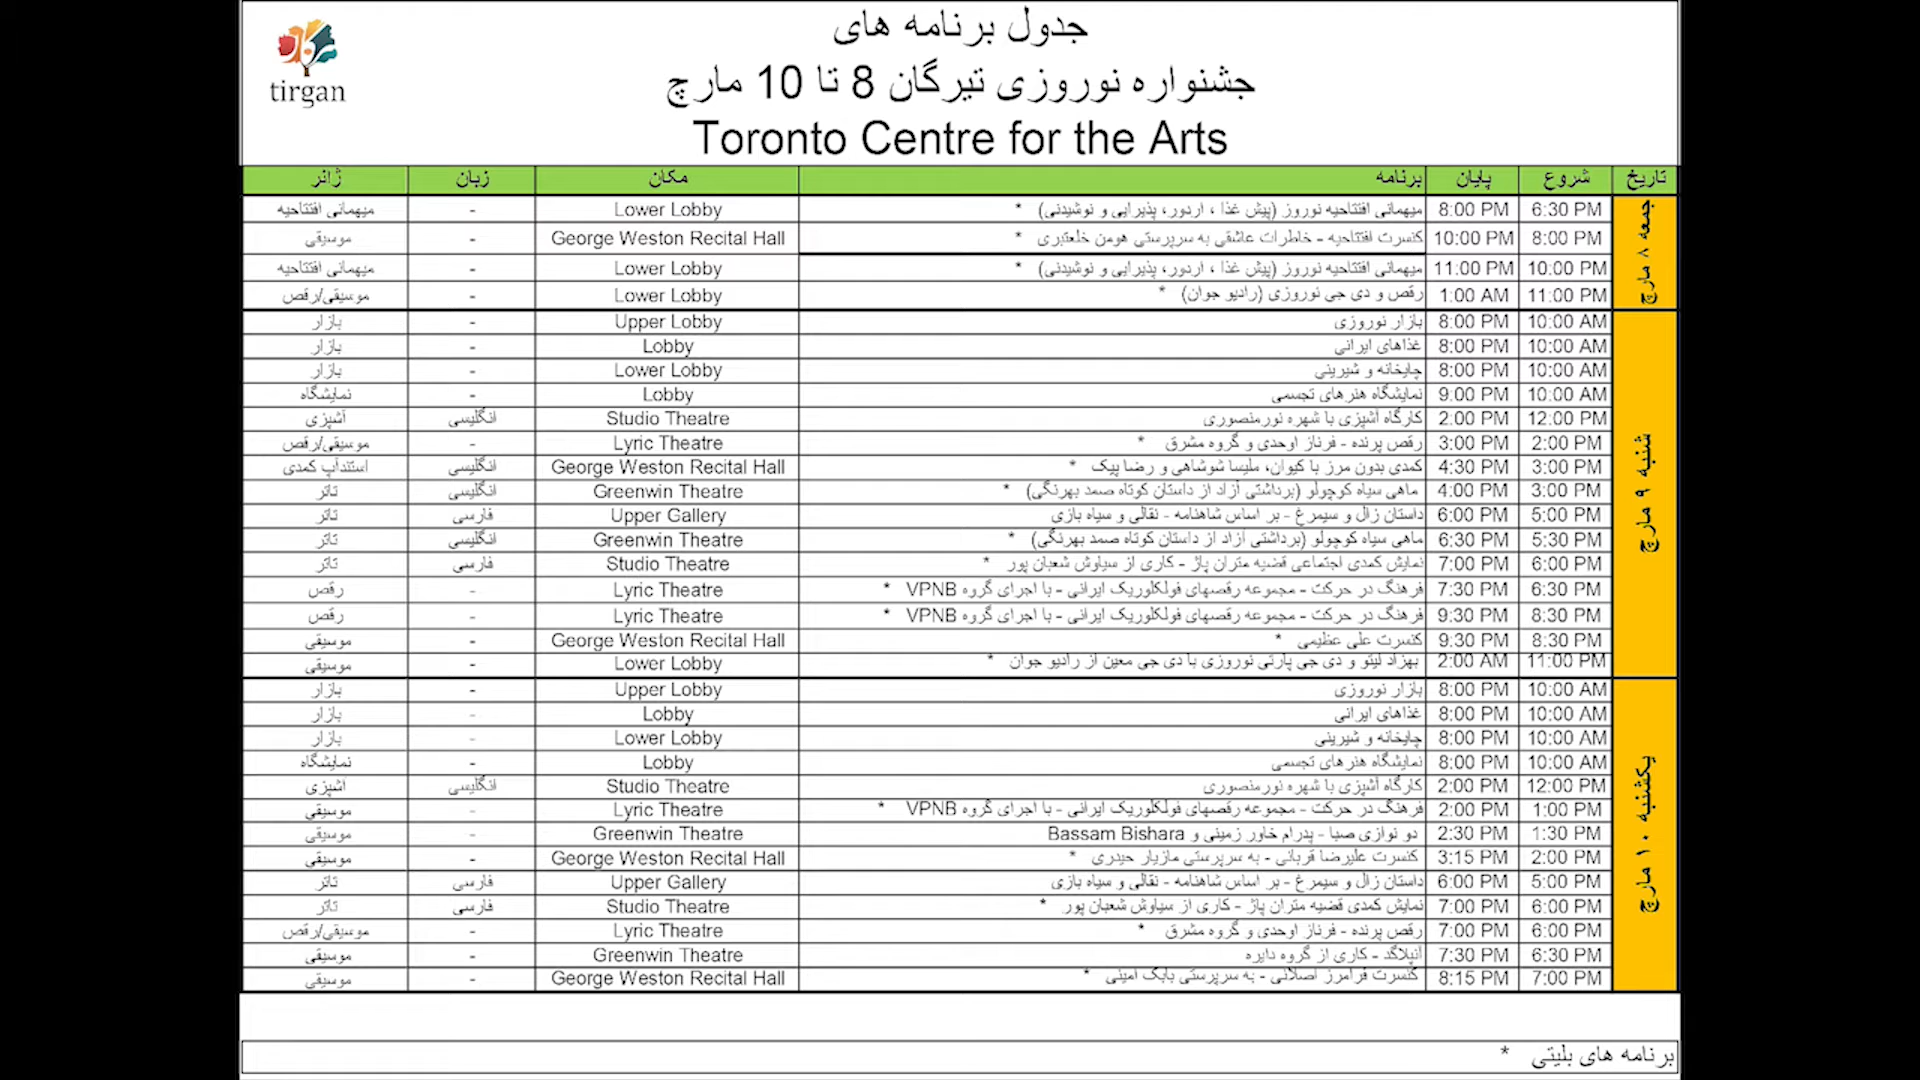 تیرگان
tirgan
جدول برنامه های
جشنواره نوروزی تیرگان 8 تا 10 مارچ
Toronto Centre for the Arts
تاریخ شروع پایان برنامه مکان زبان ژانر
جمعه ۸ مارچ
6:30 PM 8:00 PM میهمانی افتتاحیه نوروز (پیش غذا ، اردور، پذیرایی و نوشیدنی) * Lower Lobby - میهمانی افتتاحیه
8:00 PM 10:00 PM کنسرت افتتاحیه - خاطرات عاشقی به سرپرستی هومن خلعتبری * George Weston Recital Hall - موسیقی
10:00 PM 11:00 PM میهمانی افتتاحیه نوروز (پیش غذا ، اردور، پذیرایی و نوشیدنی) * Lower Lobby - میهمانی افتتاحیه
11:00 PM 1:00 AM رقص و دی جی نوروزی (رادیو جوان) * Lower Lobby - موسیقی/رقص
شنبه ۹ مارچ
10:00 AM 8:00 PM بازار نوروزی Upper Lobby - بازار
10:00 AM 8:00 PM غذاهای ایرانی Lobby - بازار
10:00 AM 8:00 PM چایخانه و شیرینی Lower Lobby - بازار
10:00 AM 9:00 PM نمایشگاه هنرهای تجسمی Lobby - نمایشگاه
12:00 PM 2:00 PM کارگاه آشپزی با شهره نورمنصوری Studio Theatre انگلیسی آشپزی
2:00 PM 3:00 PM رقص پرنده - فرناز اوحدی و گروه مشرق * Lyric Theatre - موسیقی/رقص
3:00 PM 4:30 PM کمدی بدون مرز با کیوان، ملیسا شوشاهی و رضا پیک * George Weston Recital Hall انگلیسی استندآپ کمدی
3:00 PM 4:00 PM ماهی سیاه کوچولو (برداشتی آزاد از داستان کوتاه صمد بهرنگی) * Greenwin Theatre انگلیسی تاتر
5:00 PM 6:00 PM داستان زال و سیمرغ - بر اساس شاهنامه - نقالی و سیاه بازی Upper Gallery فارسی تاتر
5:30 PM 6:30 PM ماهی سیاه کوچولو (برداشتی آزاد از داستان کوتاه صمد بهرنگی) * Greenwin Theatre انگلیسی تاتر
6:00 PM 7:00 PM نمایش کمدی اجتماعی قضیه متران پاژ - کاری از سیاوش شعبان پور * Studio Theatre فارسی تاتر
6:30 PM 7:30 PM فرهنگ در حرکت - مجموعه رقصهای فولکلوریک ایرانی - با اجرای گروه VPNB * Lyric Theatre - رقص
8:30 PM 9:30 PM فرهنگ در حرکت - مجموعه رقصهای فولکلوریک ایرانی - با اجرای گروه VPNB * Lyric Theatre - رقص
8:30 PM 9:30 PM کنسرت علی عظیمی * George Weston Recital Hall - موسیقی
11:00 PM 2:00 AM بهزاد لیتو و دی جی پارتی نوروزی با دی جی معین از رادیو جوان * Lower Lobby - موسیقی
یکشنبه ۱۰ مارچ
10:00 AM 8:00 PM بازار نوروزی Upper Lobby - بازار
10:00 AM 8:00 PM غذاهای ایرانی Lobby - بازار
10:00 AM 8:00 PM چایخانه و شیرینی Lower Lobby - بازار
10:00 AM 8:00 PM نمایشگاه هنرهای تجسمی Lobby - نمایشگاه
12:00 PM 2:00 PM کارگاه آشپزی با شهره نورمنصوری Studio Theatre انگلیسی آشپزی
1:00 PM 2:00 PM فرهنگ در حرکت - مجموعه رقصهای فولکلوریک ایرانی - با اجرای گروه VPNB * Lyric Theatre - موسیقی
1:30 PM 2:30 PM دو نوازی صبا - پدرام خاور زمینی و Bassam Bishara Greenwin Theatre - موسیقی
2:00 PM 3:15 PM کنسرت علیرضا قربانی - به سرپرستی مازیار حیدری * George Weston Recital Hall - موسیقی
5:00 PM 6:00 PM داستان زال و سیمرغ - بر اساس شاهنامه - نقالی و سیاه بازی Upper Gallery فارسی تاتر
6:00 PM 7:00 PM نمایش کمدی قضیه متران پاژ - کاری از سیاوش شعبان پور * Studio Theatre فارسی تاتر
6:00 PM 7:00 PM رقص پرنده - فرناز اوحدی و گروه مشرق * Lyric Theatre - موسیقی/رقص
6:30 PM 7:30 PM آنپلاگد - کاری از گروه دایره Greenwin Theatre - موسیقی
7:00 PM 8:15 PM کنسرت فرامرز اصلانی - به سرپرستی بابک امینی * George Weston Recital Hall - موسیقی
برنامه های بلیتی *